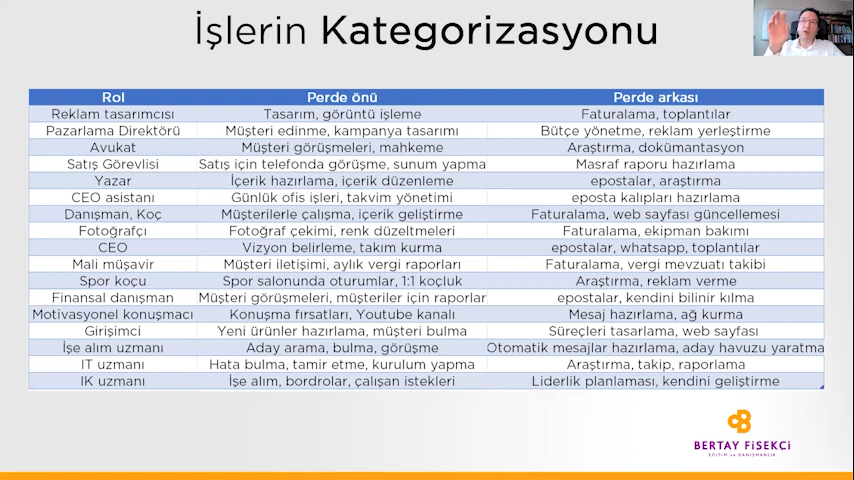 İşlerin Kategorizasyonu
Rol Perde önü Perde arkası
Reklam tasarımcısı Tasarım, görüntü işleme Faturalama, toplantılar
Pazarlama Direktörü Müşteri edinme, kampanya tasarımı Bütçe yönetme, reklam yerleştirme
Avukat Müşteri görüşmeleri, mahkeme Araştırma, dokümantasyon
Satış Görevlisi Satış için telefonda görüşme, sunum yapma Masraf raporu hazırlama
Yazar İçerik hazırlama, içerik düzenleme epostalar, araştırma
CEO asistanı Günlük ofis işleri, takvim yönetimi eposta kalıpları hazırlama
Danışman, Koç Müşterilerle çalışma, içerik geliştirme Faturalama, web sayfası güncellemesi
Fotoğrafçı Fotoğraf çekimi, renk düzeltmeleri Faturalama, ekipman bakımı
CEO Vizyon belirleme, takım kurma epostalar, whatsapp, toplantılar
Mali müşavir Müşteri iletişimi, aylık vergi raporları Faturalama, vergi mevzuatı takibi
Spor koçu Spor salonunda oturumlar, 1:1 koçluk Araştırma, reklam verme
Finansal danışman Müşteri görüşmeleri, müşteriler için raporlar epostalar, kendini bilinir kılma
Motivasyonel konuşmacı Konuşma fırsatları, Youtube kanalı Mesaj hazırlama, ağ kurma
Girişimci Yeni ürünler hazırlama, müşteri bulma Süreçleri tasarlama, web sayfası
İşe alım uzmanı Aday arama, bulma, görüşme Otomatik mesajlar hazırlama, aday havuzu yaratma
IT uzmanı Hata bulma, tamir etme, kurulum yapma Araştırma, takip, raporlama
IK uzmanı İşe alım, bordrolar, çalışan istekleri Liderlik planlaması, kendini geliştirme
BERTAY FİŞEKÇİ
EĞİTİM ve DANIŞMANLIK